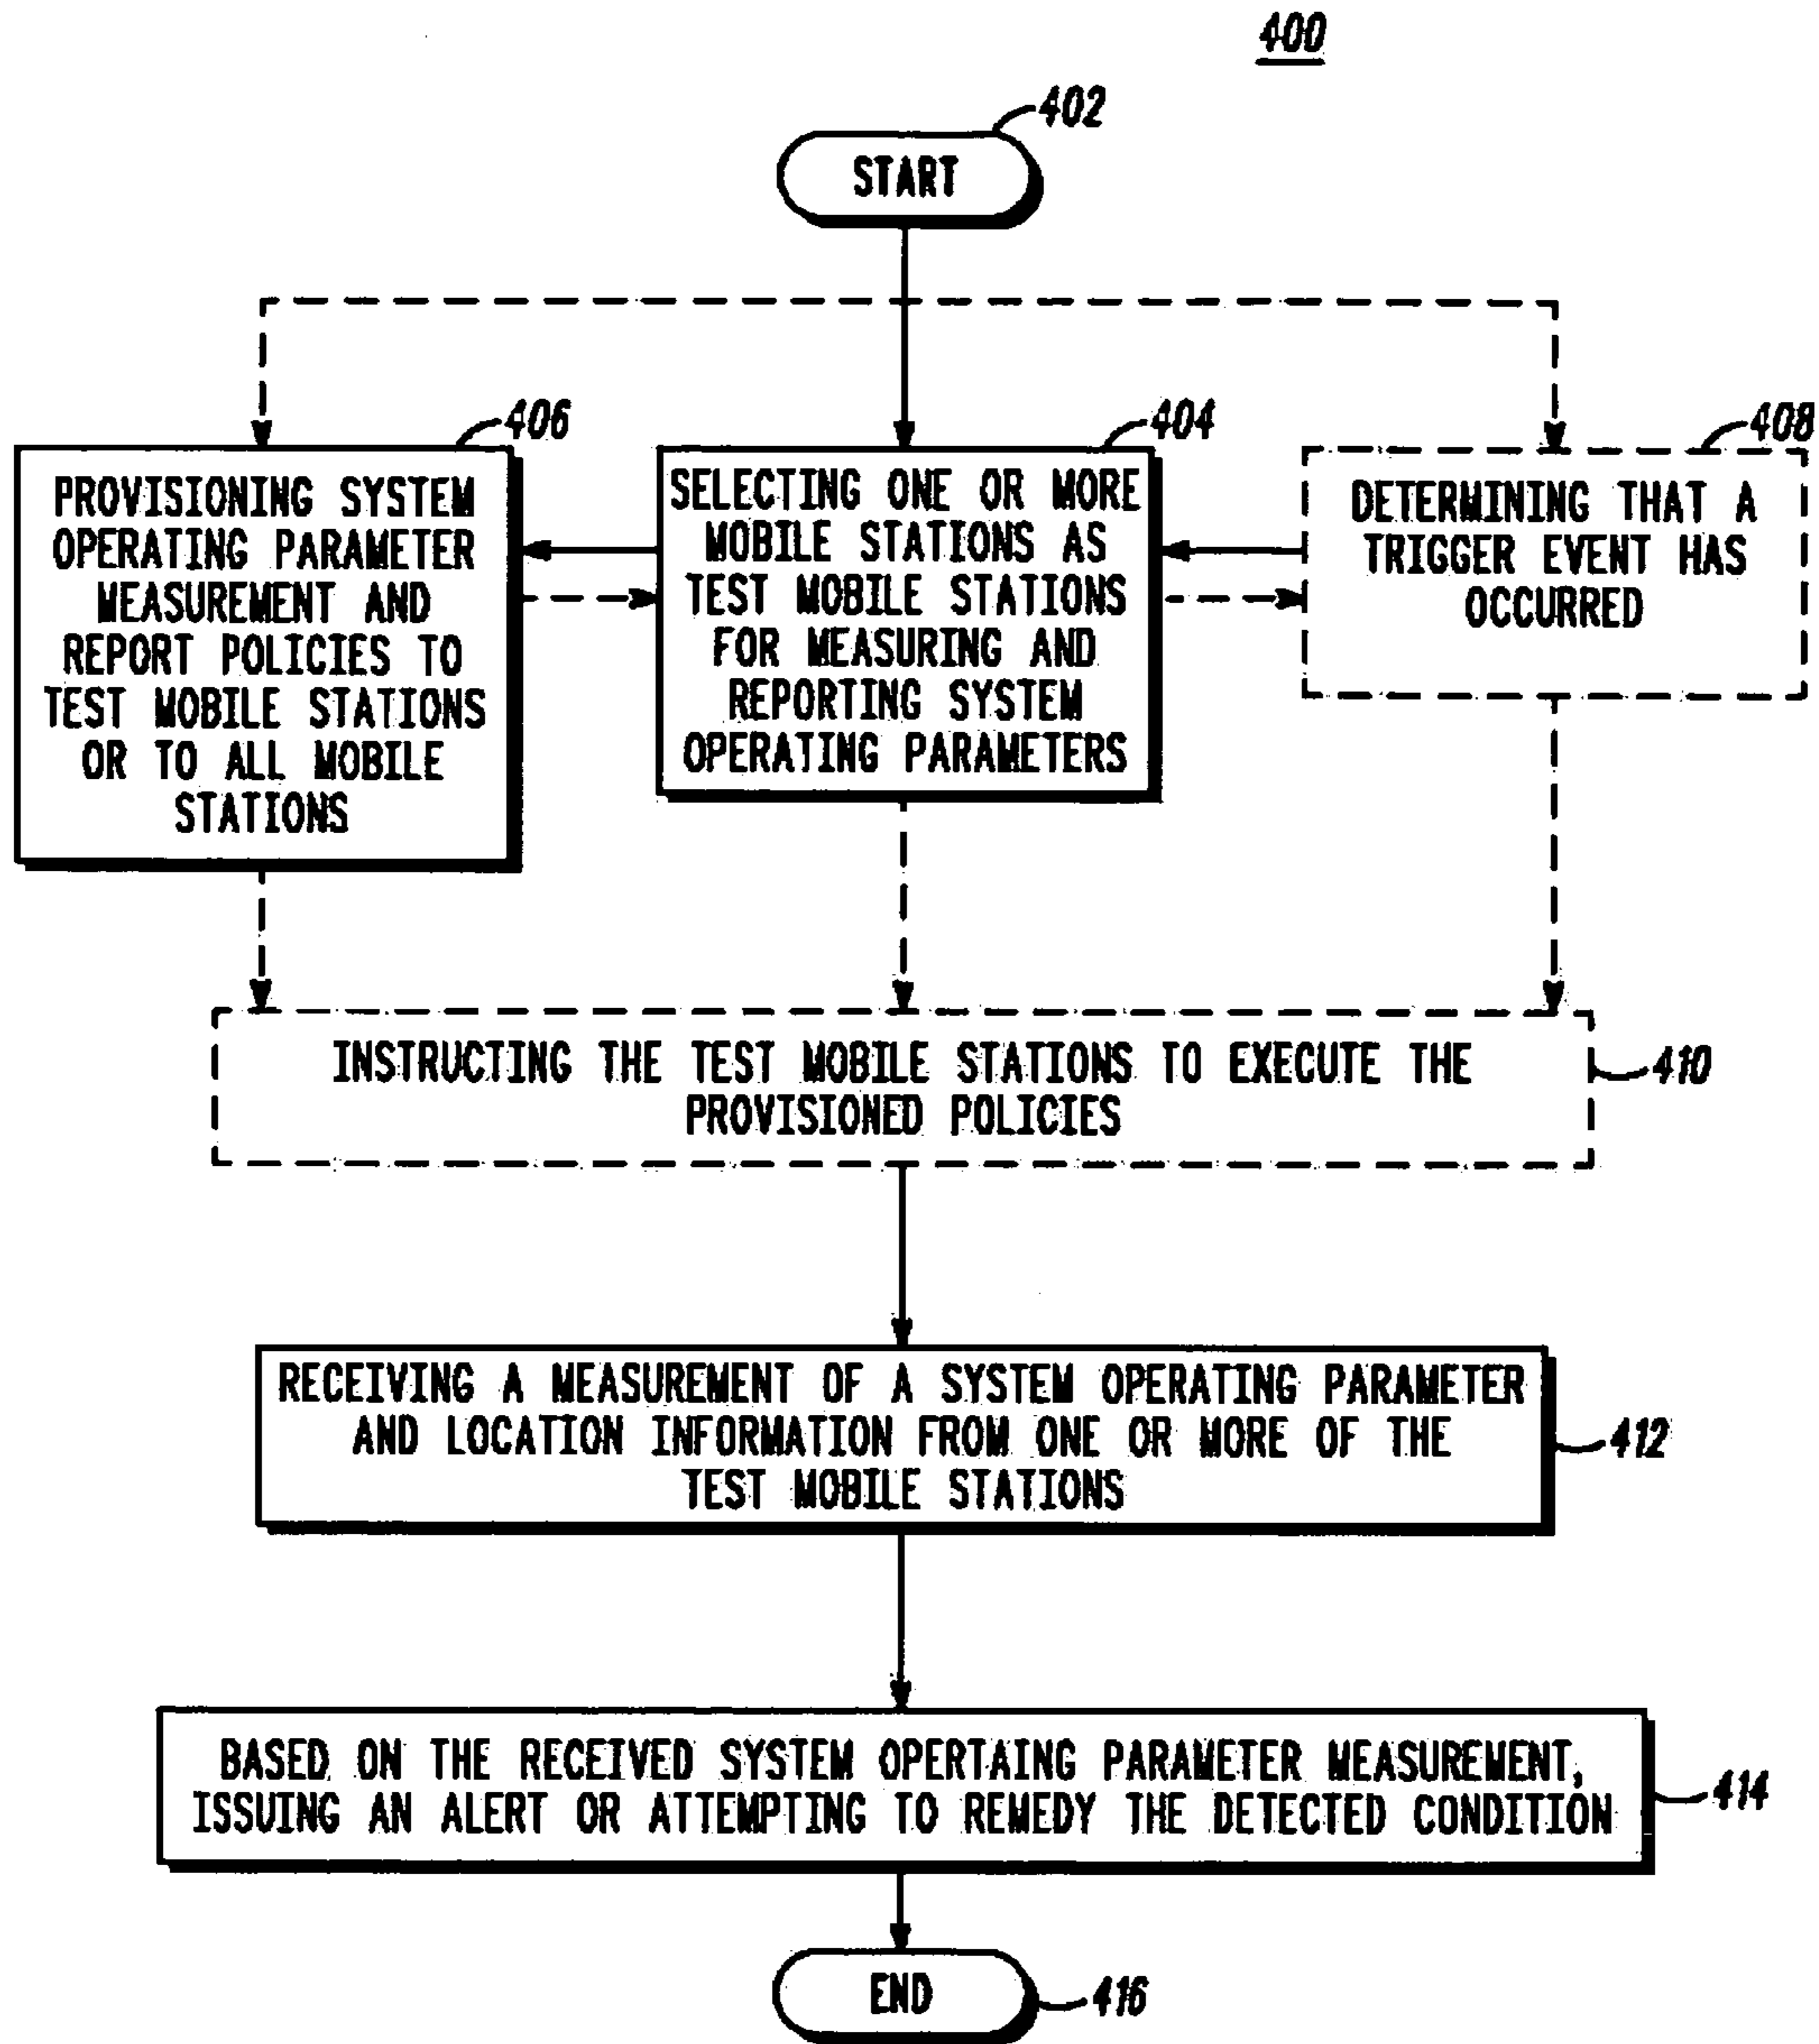 400
402
START
406
PROVISIONING SYSTEM
OPERATING PARAMETER
MEASUREMENT AND
REPORT POLICIES TO
TEST MOBILE STATIONS
OR TO ALL MOBILE
STATIONS
404
SELECTING ONE OR MORE
MOBILE STATIONS AS
TEST MOBILE STATIONS
FOR MEASURING AND
REPORTING SYSTEM
OPERATING PARAMETERS
408
DETERMINING THAT A
TRIGGER EVENT HAS
OCCURRED
INSTRUCTING THE TEST MOBILE STATIONS TO EXECUTE THE
PROVISIONED POLICIES
410
RECEIVING A MEASUREMENT OF A SYSTEM OPERATING PARAMETER
AND LOCATION INFORMATION FROM ONE OR MORE OF THE
TEST MOBILE STATIONS
412
BASED ON THE RECEIVED SYSTEM OPERTAING PARAMETER MEASUREMENT,
ISSUING AN ALERT OR ATTEMPTING TO REMEDY THE DETECTED CONDITION
414
END
416